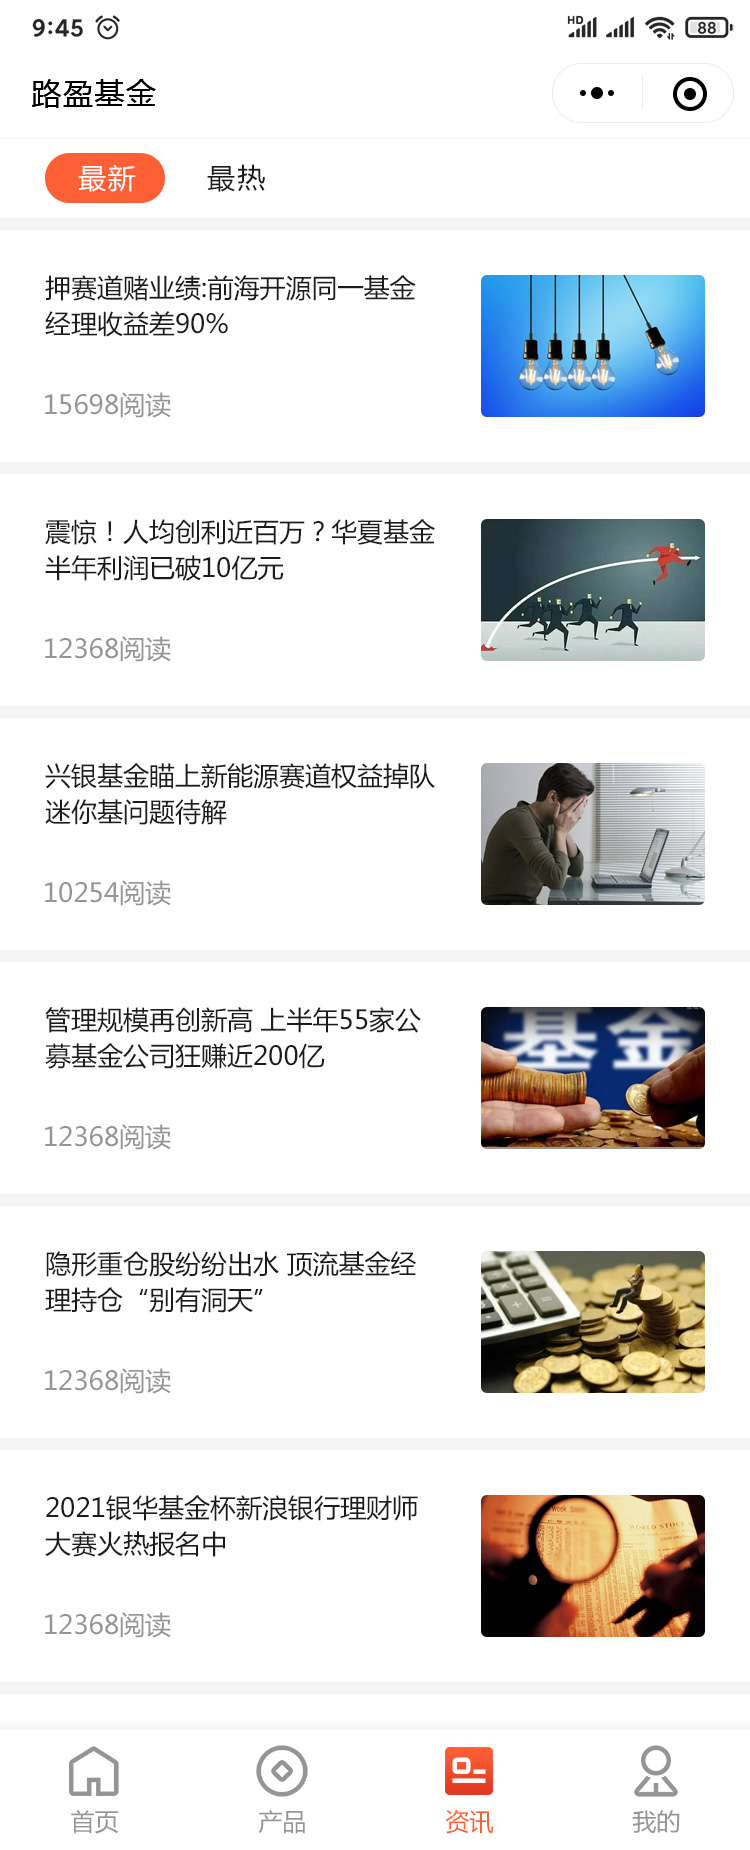 9:45
HD
88
路盈基金
最新 最热
押赛道赌业绩:前海开源同一基金
经理收益差90%
15698阅读
震惊！人均创利近百万？华夏基金
半年利润已破10亿元
12368阅读
兴银基金瞄上新能源赛道权益掉队
迷你基问题待解
10254阅读
管理规模再创新高 上半年55家公
募基金公司狂赚近200亿
12368阅读
基金
隐形重仓股纷纷出水 顶流基金经
理持仓“别有洞天”
12368阅读
2021银华基金杯新浪银行理财师
大赛火热报名中
12368阅读
WORLD STOCK
首页 产品 资讯 我的